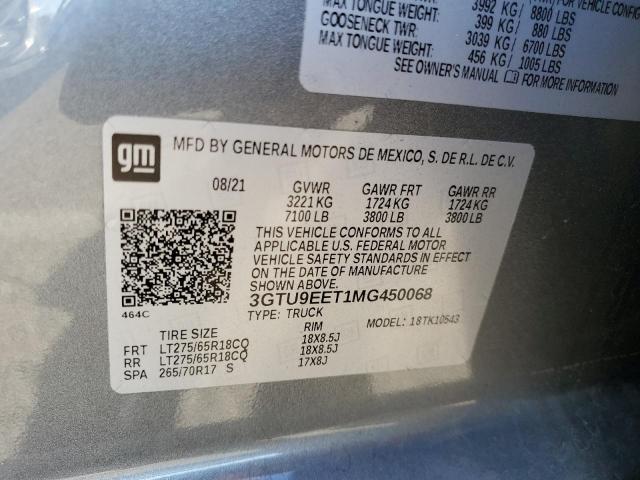 3992 KG / 8800 LBS
MAX TONGUE WEIGHT: 399 KG / 880 LBS
GOOSENECK TWR: 3039 KG / 6700 LBS
MAX TONGUE WEIGHT: 456 KG / 1005 LBS
SEE OWNER'S MANUAL FOR MORE INFORMATION
gm
MFD BY GENERAL MOTORS DE MEXICO, S. DE R.L. DE C.V.
08/21 GVWR GAWR FRT GAWR RR
3221 KG 1724 KG 1724 KG
7100 LB 3800 LB 3800 LB
THIS VEHICLE CONFORMS TO ALL
APPLICABLE U.S. FEDERAL MOTOR
VEHICLE SAFETY STANDARDS IN EFFECT
ON THE DATE OF MANUFACTURE
SHOWN ABOVE.
3GTU9EET1MG450068
464C TYPE: TRUCK MODEL: 18TK10543
TIRE SIZE RIM
FRT LT275/65R18CQ 18X8.5J
RR LT275/65R18CQ 18X8.5J
SPA 265/70R17 S 17X8J